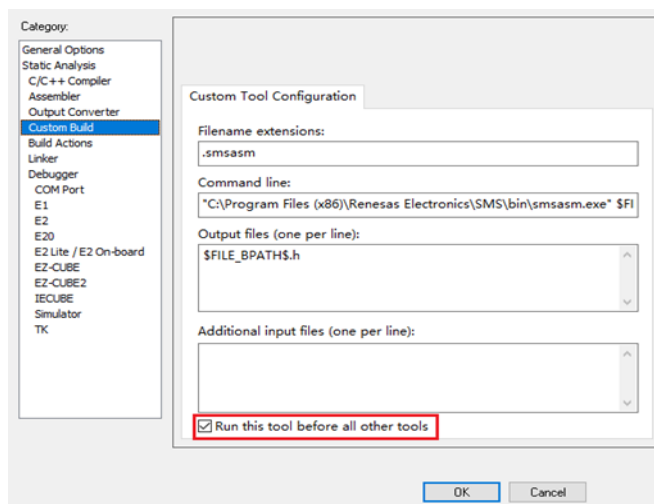 Category:
General Options
Static Analysis
C/C++ Compiler
Assembler
Output Converter
Custom Build
Build Actions
Linker
Debugger
COM Port
E1
E2
E20
E2 Lite / E2 On-board
EZ-CUBE
EZ-CUBE2
IECUBE
Simulator
TK
Custom Tool Configuration
Filename extensions:
.smsasm
Command line:
"C:\Program Files (x86)\Renesas Electronics\SMS\bin\smsasm.exe" $FI
Output files (one per line):
$FILE_BPATH$.h
Additional input files (one per line):
Run this tool before all other tools
OK
Cancel